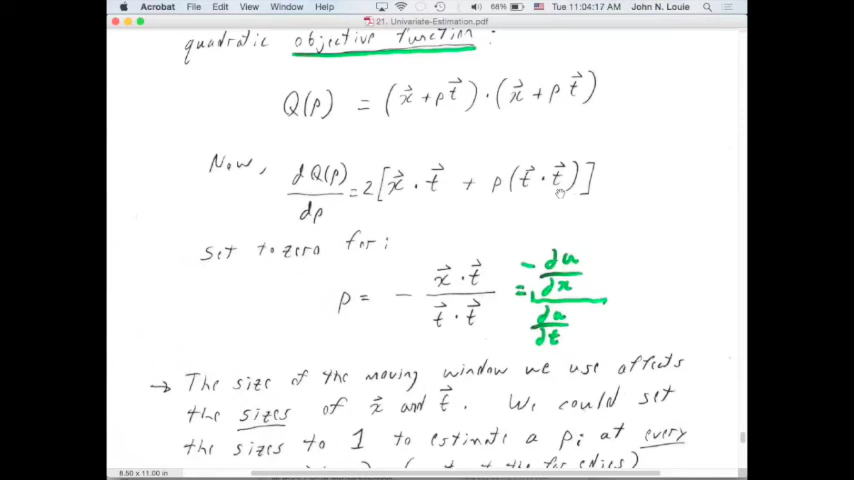 Acrobat File Edit View Window Help 68% Tue 11:04:17 AM John N. Louie
21. Univariate-Estimation.pdf
quadratic objective function:
Q(p) = (x⃗ + p t⃗) · (x⃗ + p t⃗)
Now, dQ(p)/dp = 2[x⃗ · t⃗ + p(t⃗ · t⃗)]
set to zero for:
p = - x⃗ · t⃗ / t⃗ · t⃗ = - du/dx / du/dt
→ The size of the moving window we use affects
the sizes of x⃗ and t⃗. We could set
the sizes to 1 to estimate a pᵢ at every
8.50 x 11.00 in